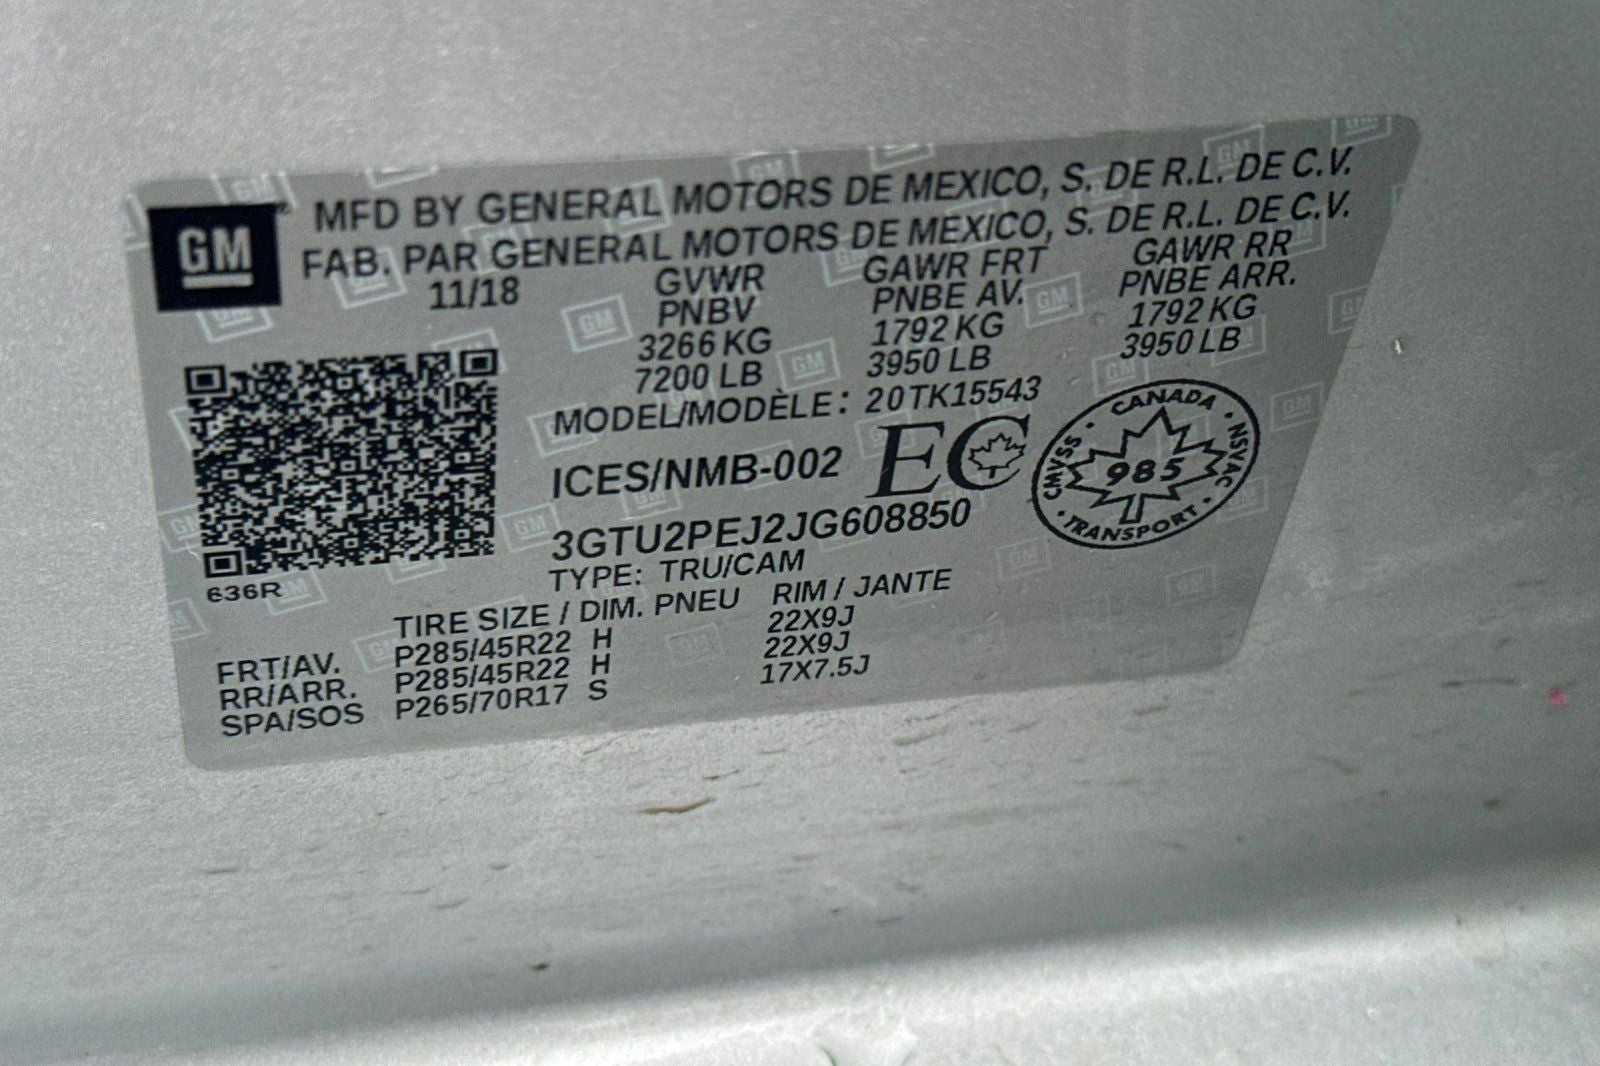 GM MFD BY GENERAL MOTORS DE MEXICO, S. DE R.L. DE C.V.
FAB. PAR GENERAL MOTORS DE MEXICO, S. DE R.L. DE C.V.
11/18 GVWR GAWR FRT GAWR RR
PNBV PNBE AV. PNBE ARR.
3266 KG 1792 KG 1792 KG
7200 LB 3950 LB 3950 LB
MODEL/MODÈLE: 20TK15543
ICES/NMB-002 EC
CANADA
CMVSS 985 NSVAC
TRANSPORT
3GTU2PEJ2JG608850
TYPE: TRU/CAM
636R
TIRE SIZE / DIM. PNEU RIM / JANTE
FRT/AV. P285/45R22 H 22X9J
RR/ARR. P285/45R22 H 22X9J
SPA/SOS P265/70R17 S 17X7.5J